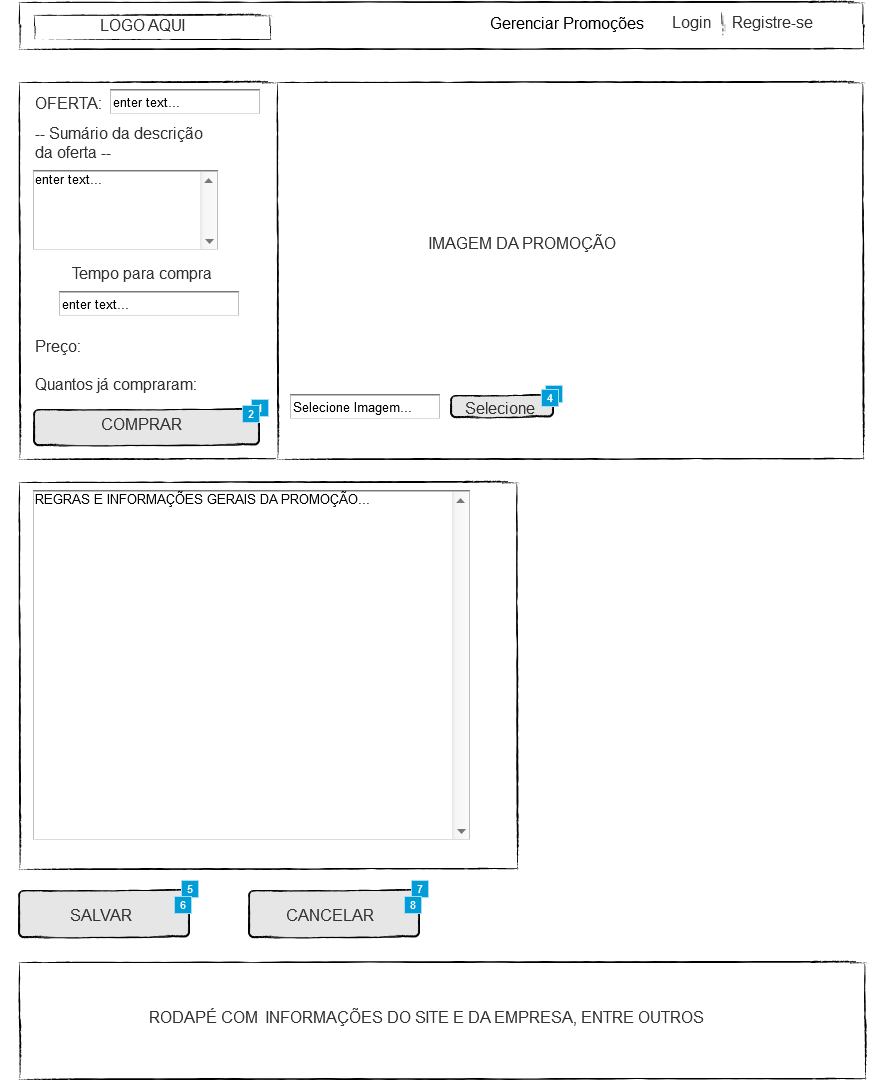 LOGO AQUI
Gerenciar Promoções
Login
Registre-se
OFERTA:
enter text...
-- Sumário da descrição
da oferta --
enter text...
Tempo para compra
enter text...
Preço:
Quantos já compraram:
1
2
COMPRAR
IMAGEM DA PROMOÇÃO
Selecione Imagem...
Selecione
4
REGRAS E INFORMAÇÕES GERAIS DA PROMOÇÃO...
5
6
SALVAR
7
8
CANCELAR
RODAPÉ COM  INFORMAÇÕES DO SITE E DA EMPRESA, ENTRE OUTROS